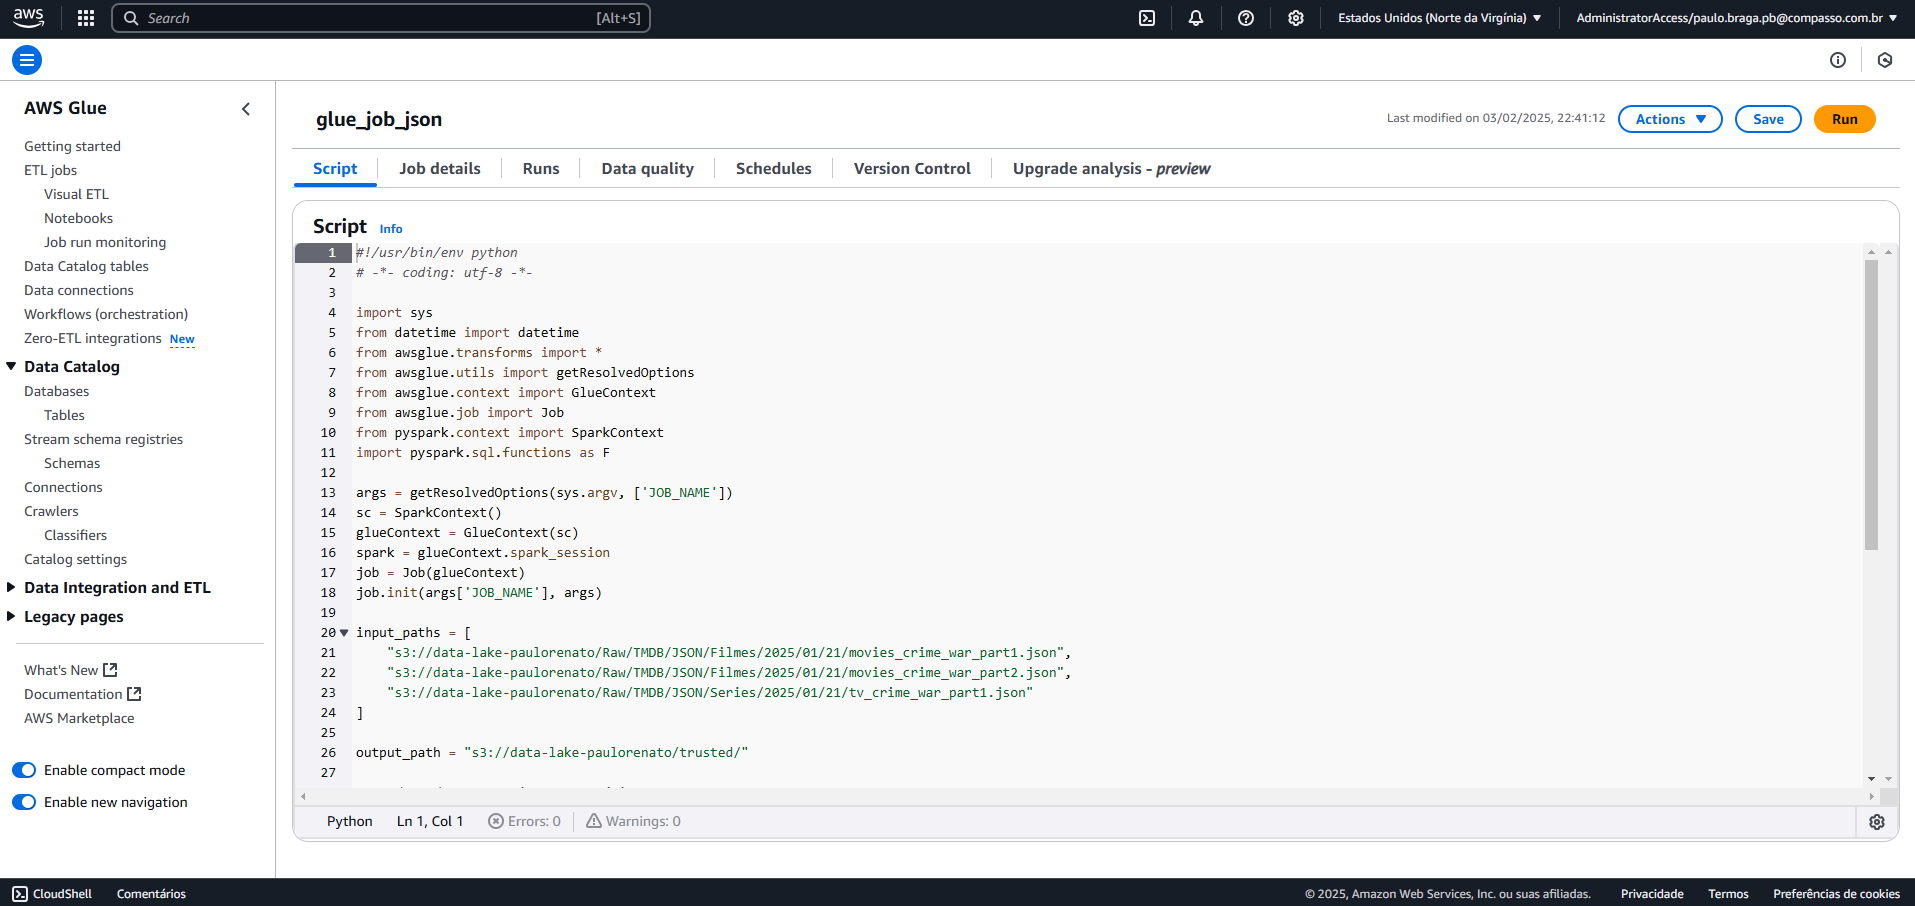 aws
Search [Alt+S]
Estados Unidos (Norte da Virgínia)
AdministratorAccess/paulo.braga.pb@compasso.com.br
AWS Glue
Getting started
ETL jobs
Visual ETL
Notebooks
Job run monitoring
Data Catalog tables
Data connections
Workflows (orchestration)
Zero-ETL integrations New
Data Catalog
Databases
Tables
Stream schema registries
Schemas
Connections
Crawlers
Classifiers
Catalog settings
Data Integration and ETL
Legacy pages
What's New
Documentation
AWS Marketplace
Enable compact mode
Enable new navigation
glue_job_json
Last modified on 03/02/2025, 22:41:12
Actions
Save
Run
Script
Job details
Runs
Data quality
Schedules
Version Control
Upgrade analysis - preview
Script Info
1 #!/usr/bin/env python
2 # -*- coding: utf-8 -*-
3
4 import sys
5 from datetime import datetime
6 from awsglue.transforms import *
7 from awsglue.utils import getResolvedOptions
8 from awsglue.context import GlueContext
9 from awsglue.job import Job
10 from pyspark.context import SparkContext
11 import pyspark.sql.functions as F
12
13 args = getResolvedOptions(sys.argv, ['JOB_NAME'])
14 sc = SparkContext()
15 glueContext = GlueContext(sc)
16 spark = glueContext.spark_session
17 job = Job(glueContext)
18 job.init(args['JOB_NAME'], args)
19
20 input_paths = [
21 "s3://data-lake-paulorenato/Raw/TMDB/JSON/Filmes/2025/01/21/movies_crime_war_part1.json",
22 "s3://data-lake-paulorenato/Raw/TMDB/JSON/Filmes/2025/01/21/movies_crime_war_part2.json",
23 "s3://data-lake-paulorenato/Raw/TMDB/JSON/Series/2025/01/21/tv_crime_war_part1.json"
24 ]
25
26 output_path = "s3://data-lake-paulorenato/trusted/"
27
Python Ln 1, Col 1 Errors: 0 Warnings: 0
CloudShell Comentários
© 2025, Amazon Web Services, Inc. ou suas afiliadas. Privacidade Termos Preferências de cookies